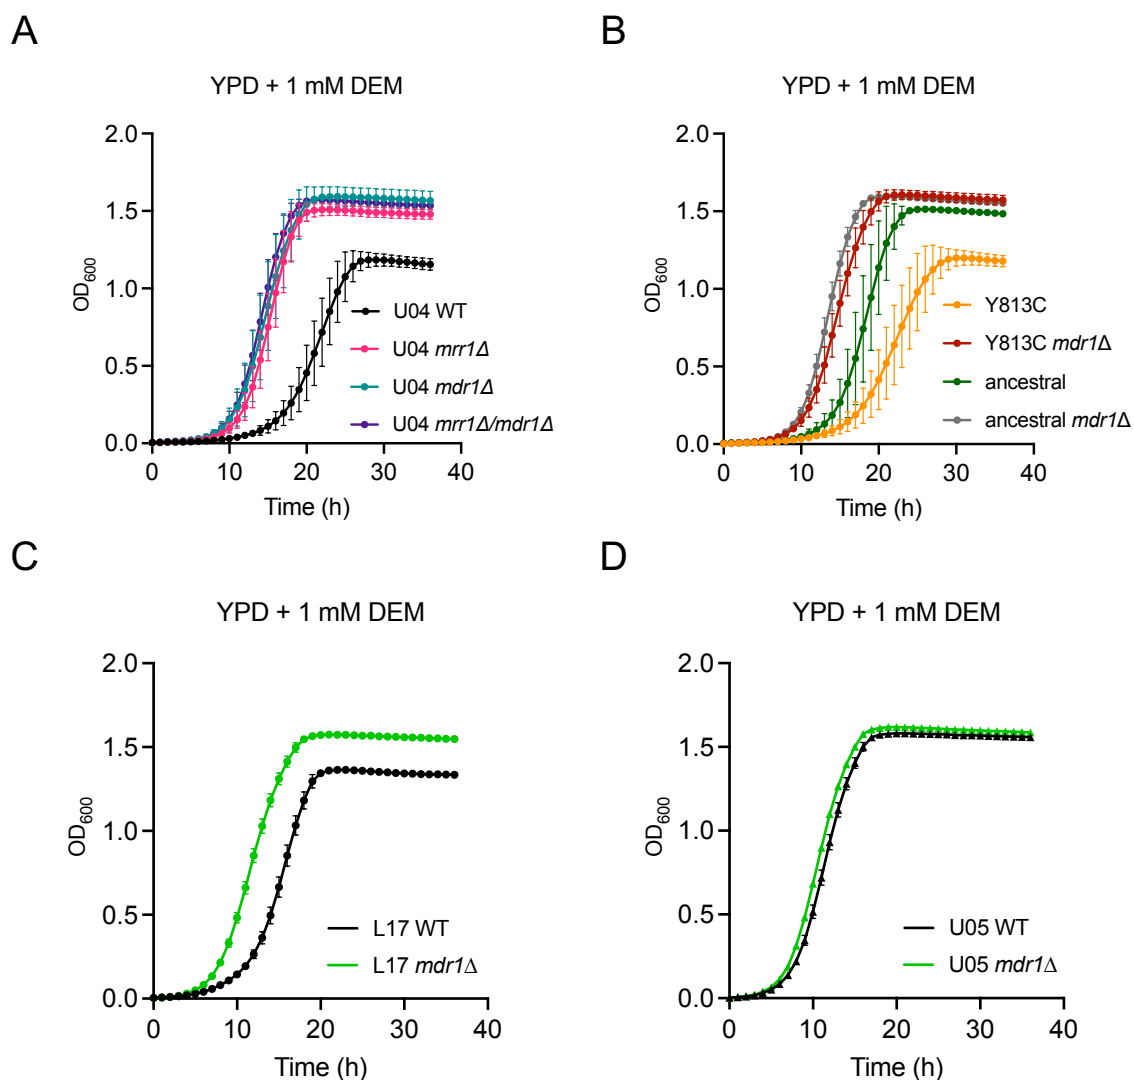 A
YPD + 1 mM DEM
2.0
1.5
1.0
0.5
0.0
0
10
20
30
40
OD600
Time (h)
U04 WT
U04 mrr1Δ
U04 mdr1Δ
U04 mrr1Δ/mdr1Δ
B
YPD + 1 mM DEM
2.0
1.5
1.0
0.5
0.0
0
10
20
30
40
OD600
Time (h)
Y813C
Y813C mdr1Δ
ancestral
ancestral mdr1Δ
C
YPD + 1 mM DEM
2.0
1.5
1.0
0.5
0.0
0
10
20
30
40
OD600
Time (h)
L17 WT
L17 mdr1Δ
D
YPD + 1 mM DEM
2.0
1.5
1.0
0.5
0.0
0
10
20
30
40
OD600
Time (h)
U05 WT
U05 mdr1Δ